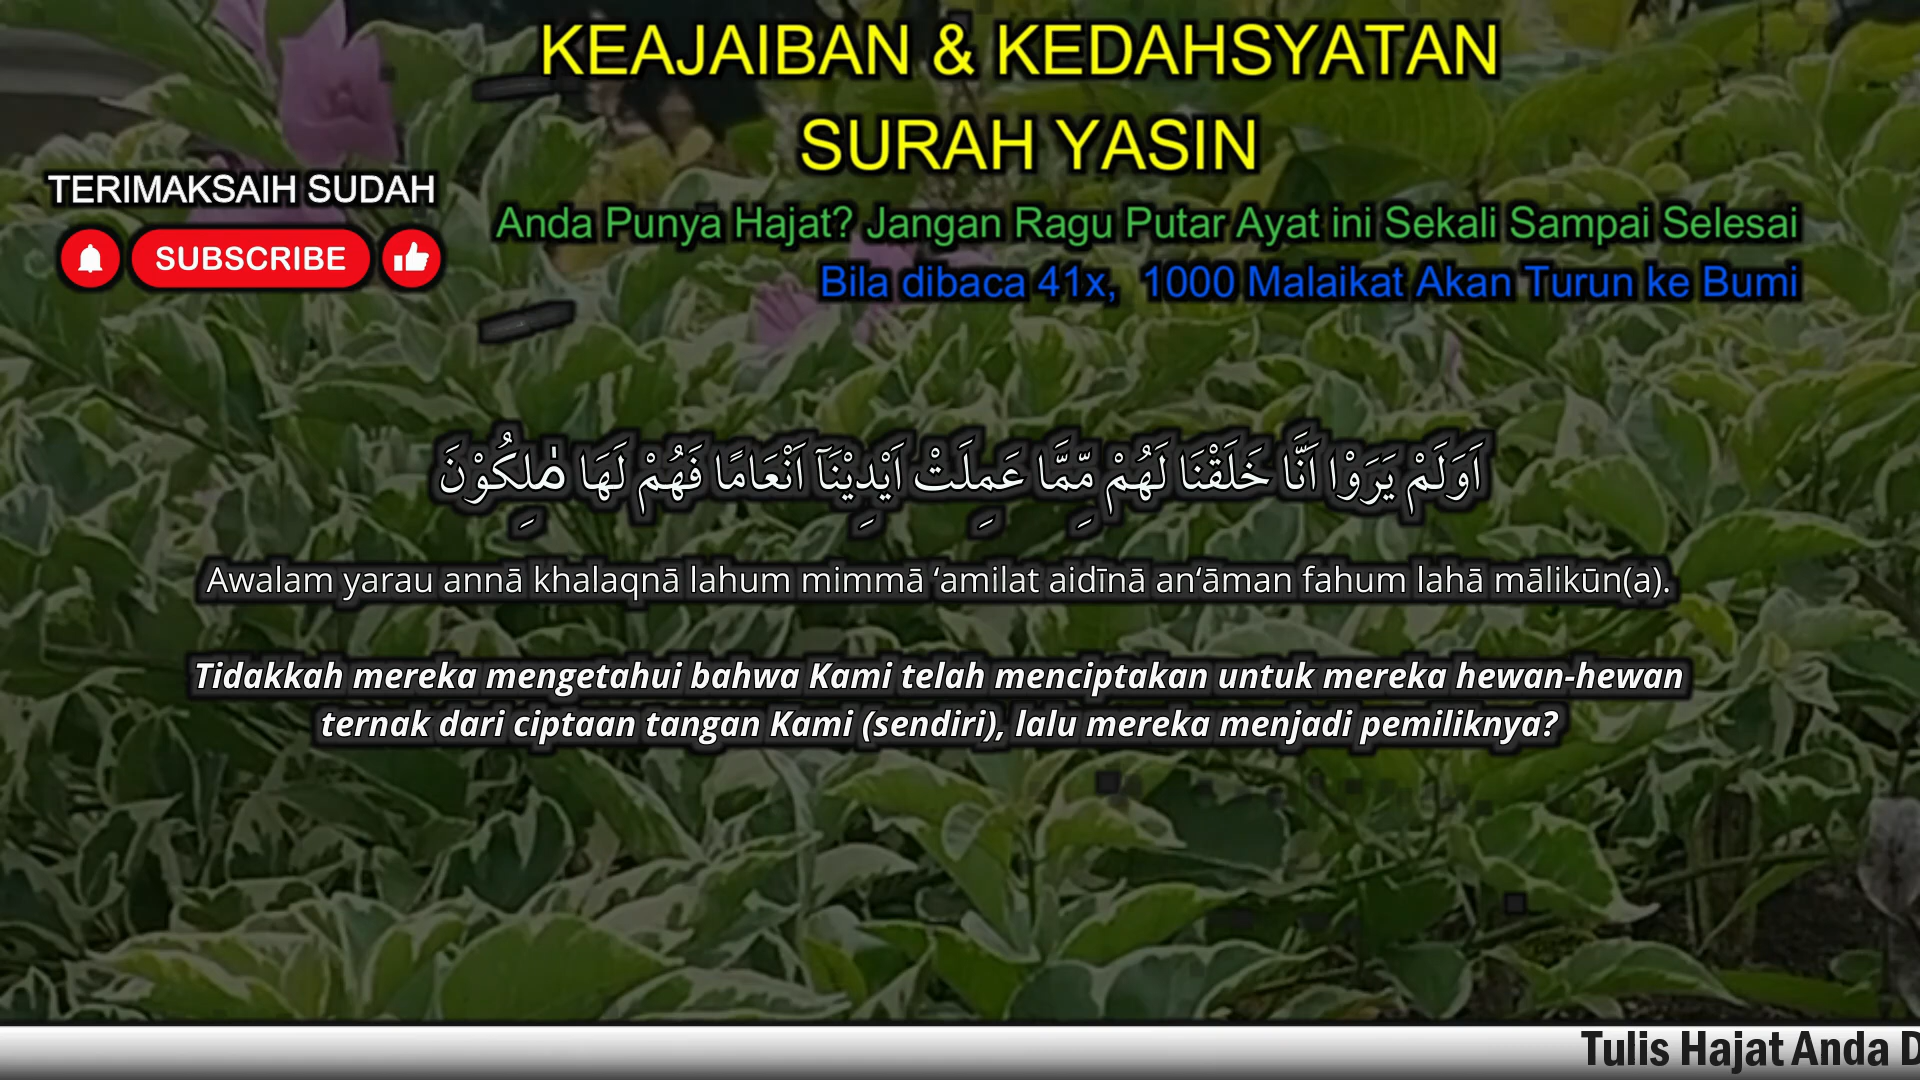 KEAJAIBAN & KEDAHSYATAN
SURAH YASIN
TERIMAKSAIH SUDAH
SUBSCRIBE
Anda Punya Hajat? Jangan Ragu Putar Ayat ini Sekali Sampai Selesai
Bila dibaca 41x, 1000 Malaikat Akan Turun ke Bumi
اَوَلَمْ يَرَوْا اَنَّا خَلَقْنَا لَهُمْ مِّمَّا عَمِلَتْ اَيْدِيْنَآ اَنْعَامًا فَهُمْ لَهَا مٰلِكُوْنَ
Awalam yarau annā khalaqnā lahum mimmā ‘amilat aidīnā an‘āman fahum lahā mālikūn(a).
Tidakkah mereka mengetahui bahwa Kami telah menciptakan untuk mereka hewan-hewan
ternak dari ciptaan tangan Kami (sendiri), lalu mereka menjadi pemiliknya?
Tulis Hajat Anda D